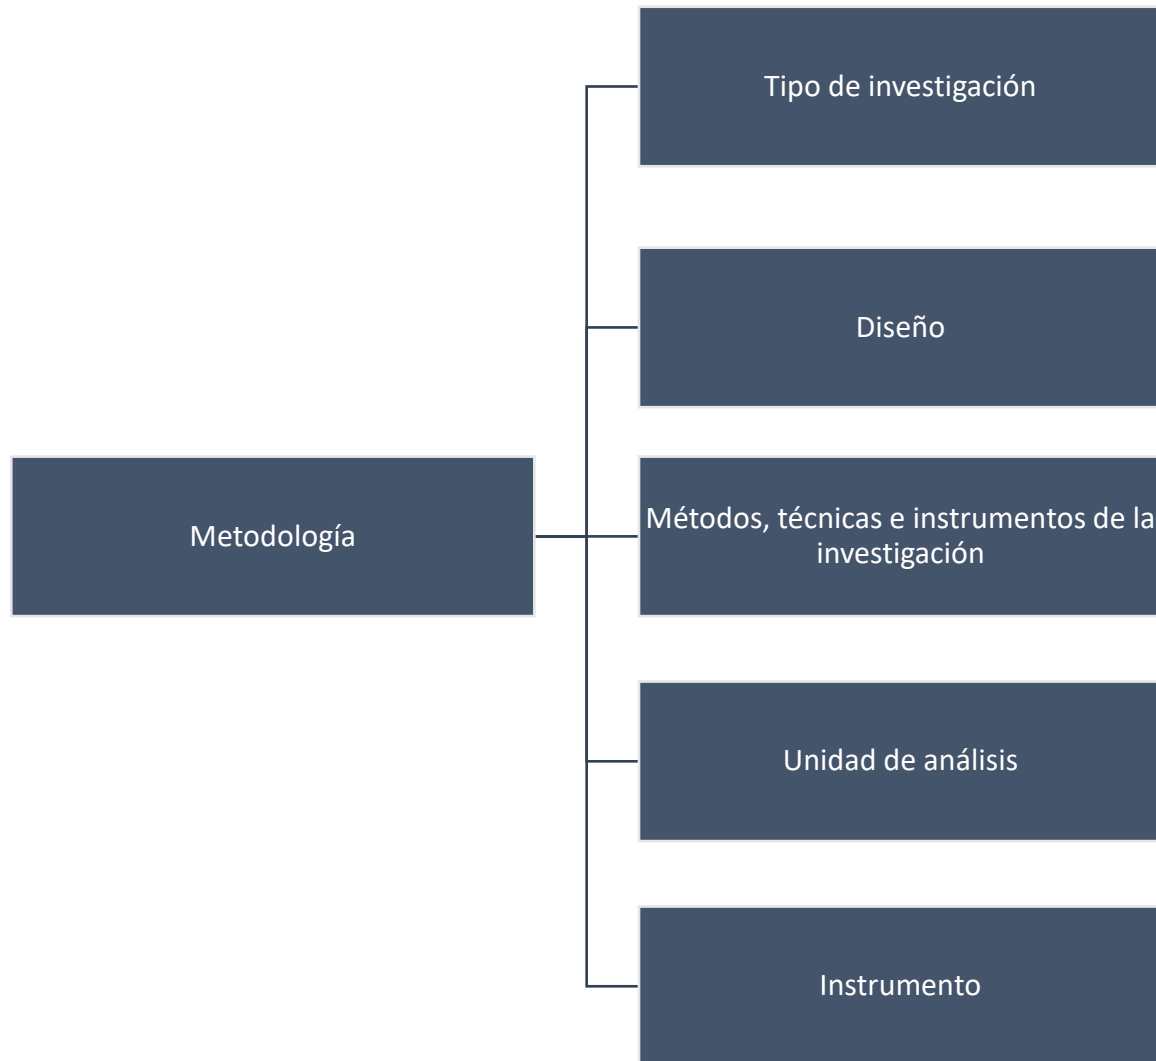 Tipo de investigación
Diseño
Metodología
Métodos, técnicas e instrumentos de la
investigación
Unidad de análisis
Instrumento